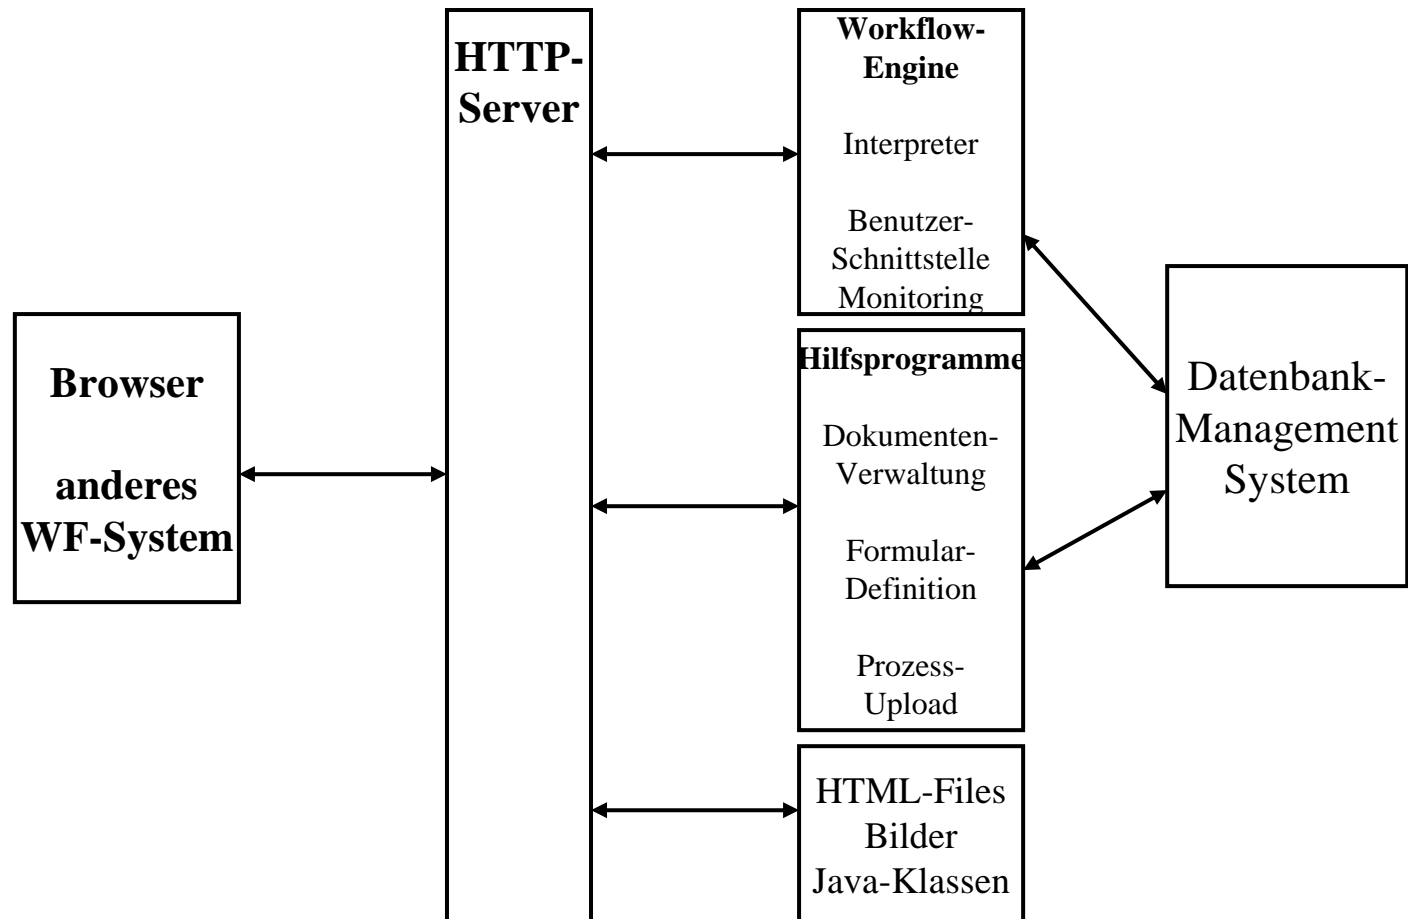 Browser
anderes
WF-System
HTTP-
Server
Workflow-
Engine
Interpreter
Benutzer-
Schnittstelle
Monitoring
Hilfsprogramme
Dokumenten-
Verwaltung
Formular-
Definition
Prozess-
Upload
HTML-Files
Bilder
Java-Klassen
Datenbank-
Management
System